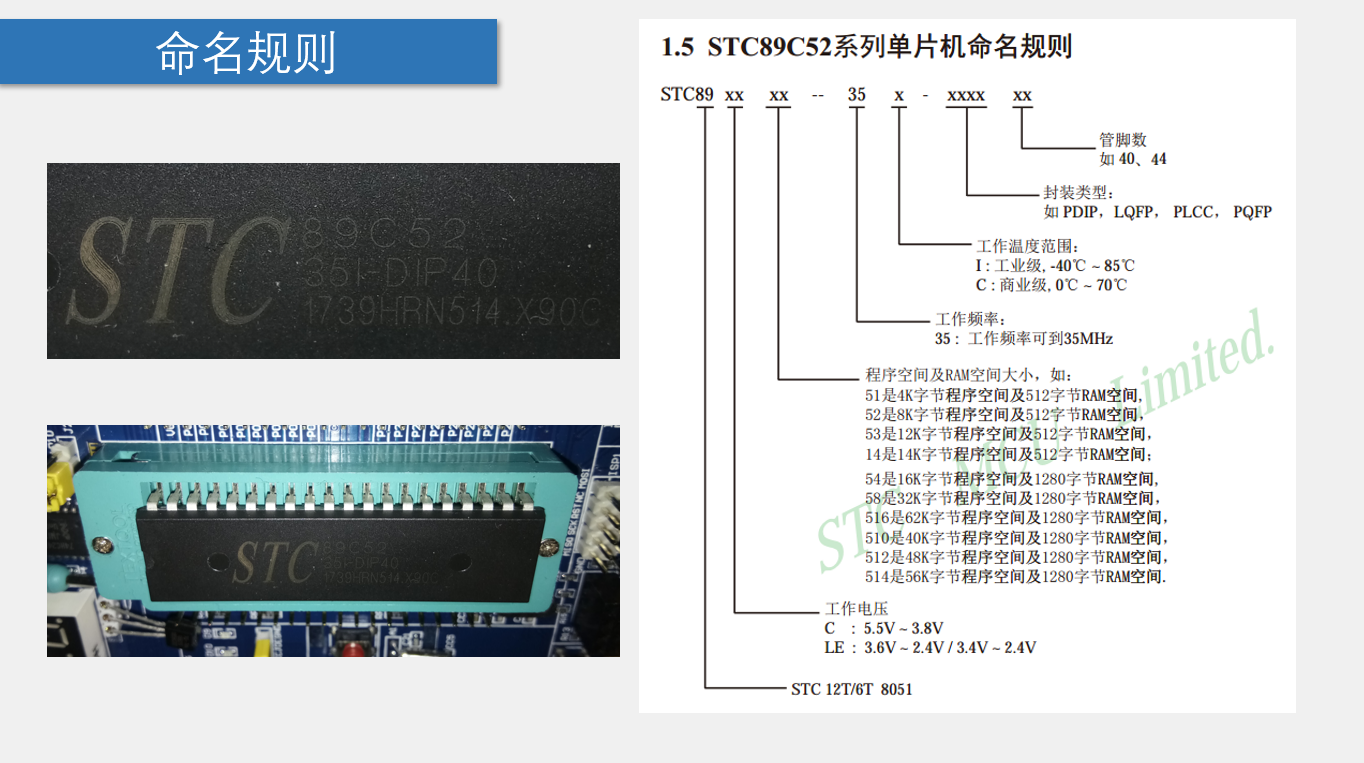 命名规则
STC 89C52
35I-DIP40
1739HRN514.X90C
STC
35I-DIP40
1739HRN514.X90C
MISO SCK RST NC MOSI
ISP1
1.5 STC89C52系列单片机命名规则
STC89 xx xx -- 35 x - xxxx xx
管脚数
如 40、44
封装类型:
如 PDIP, LQFP, PLCC, PQFP
工作温度范围:
I : 工业级, -40℃ ~ 85℃
C : 商业级, 0℃ ~ 70℃
工作频率:
35 : 工作频率可到35MHz
程序空间及RAM空间大小, 如:
51是4K字节程序空间及512字节RAM空间,
52是8K字节程序空间及512字节RAM空间,
53是12K字节程序空间及512字节RAM空间,
14是14K字节程序空间及512字节RAM空间;
54是16K字节程序空间及1280字节RAM空间,
58是32K字节程序空间及1280字节RAM空间,
516是62K字节程序空间及1280字节RAM空间,
510是40K字节程序空间及1280字节RAM空间,
512是48K字节程序空间及1280字节RAM空间,
514是56K字节程序空间及1280字节RAM空间.
工作电压
C : 5.5V ~ 3.8V
LE : 3.6V ~ 2.4V / 3.4V ~ 2.4V
STC 12T/6T 8051
STC MCU Limited.